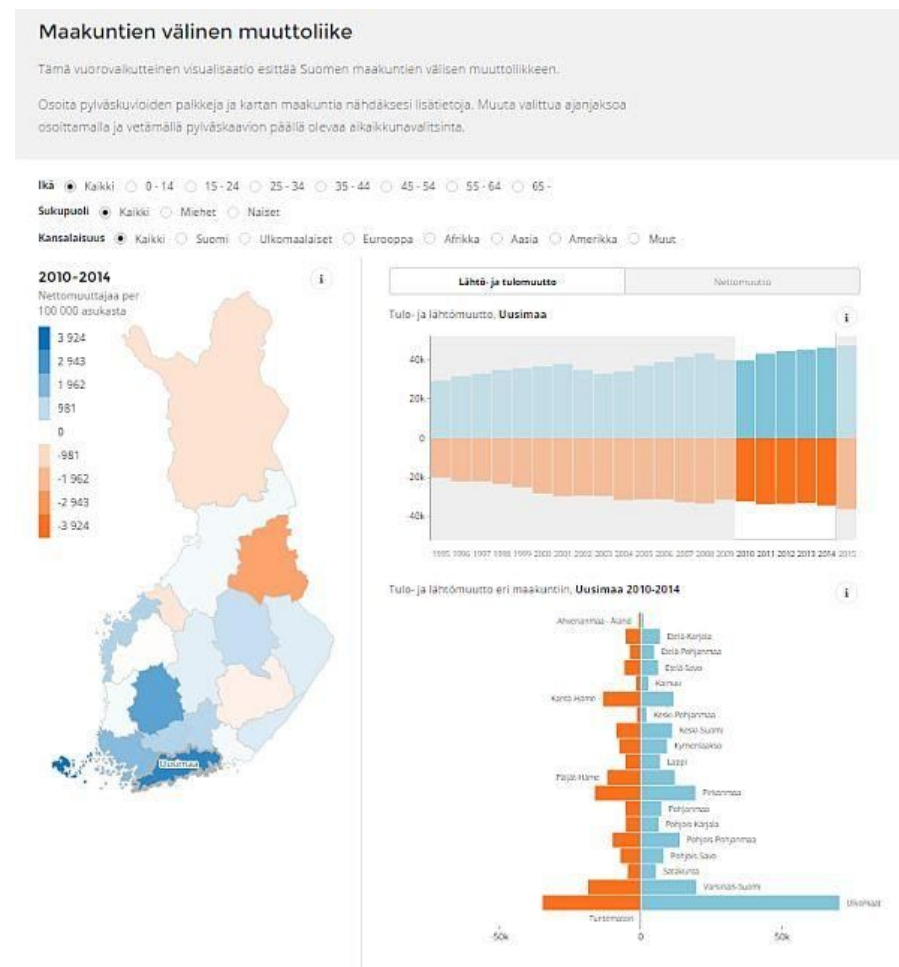 Maakuntien välinen muuttoliike
Tämä vuorovaikutteinen visualisaatio esittää Suomen maakuntien välisen muuttoliikkeen.
Osoita pylväskuvioiden palkkeja ja kartan maakuntia nähdäksesi lisätietoja. Muuta valittua ajanjaksoa
osoittamalla ja vetämällä pylväskaavion päällä olevaa aikaikkunavalitsinta.
Ikä Kaikki 0 - 14 15 - 24 25 - 34 35 - 44 45 - 54 55 - 64 65 -
Sukupuoli Kaikki Miehet Naiset
Kansalaisuus Kaikki Suomi Ulkomaalaiset Eurooppa Afrikka Aasia Amerikka Muut
2010-2014
i
Nettomuuttajaa per
100 000 asukasta
3 924
2 943
1 962
981
0
-981
-1 962
-2 943
-3 924
Uusimaa
Lähtö- ja tulomuutto Nettomuutto
Tulo- ja lähtömuutto, Uusimaa
i
40k
20k
0
20k
-40k
1995 1996 1997 1998 1999 2000 2001 2002 2003 2004 2005 2006 2007 2008 2009 2010 2011 2012 2013 2014 2015
Tulo- ja lähtömuutto eri maakuntiin, Uusimaa 2010-2014
i
Ahvenanmaa - Åland
Etelä-Karjala
Etelä-Pohjanmaa
Etelä-Savo
Kainuu
Kanta-Häme
Keski-Pohjanmaa
Keski-Suomi
Kymenlaakso
Lappi
Päijät-Häme
Pirkanmaa
Pohjanmaa
Pohjois-Karjala
Pohjois-Pohjanmaa
Pohjois-Savo
Satakunta
Varsinais-Suomi
Ulkomaat
Tuntematon
-50k 0 50k